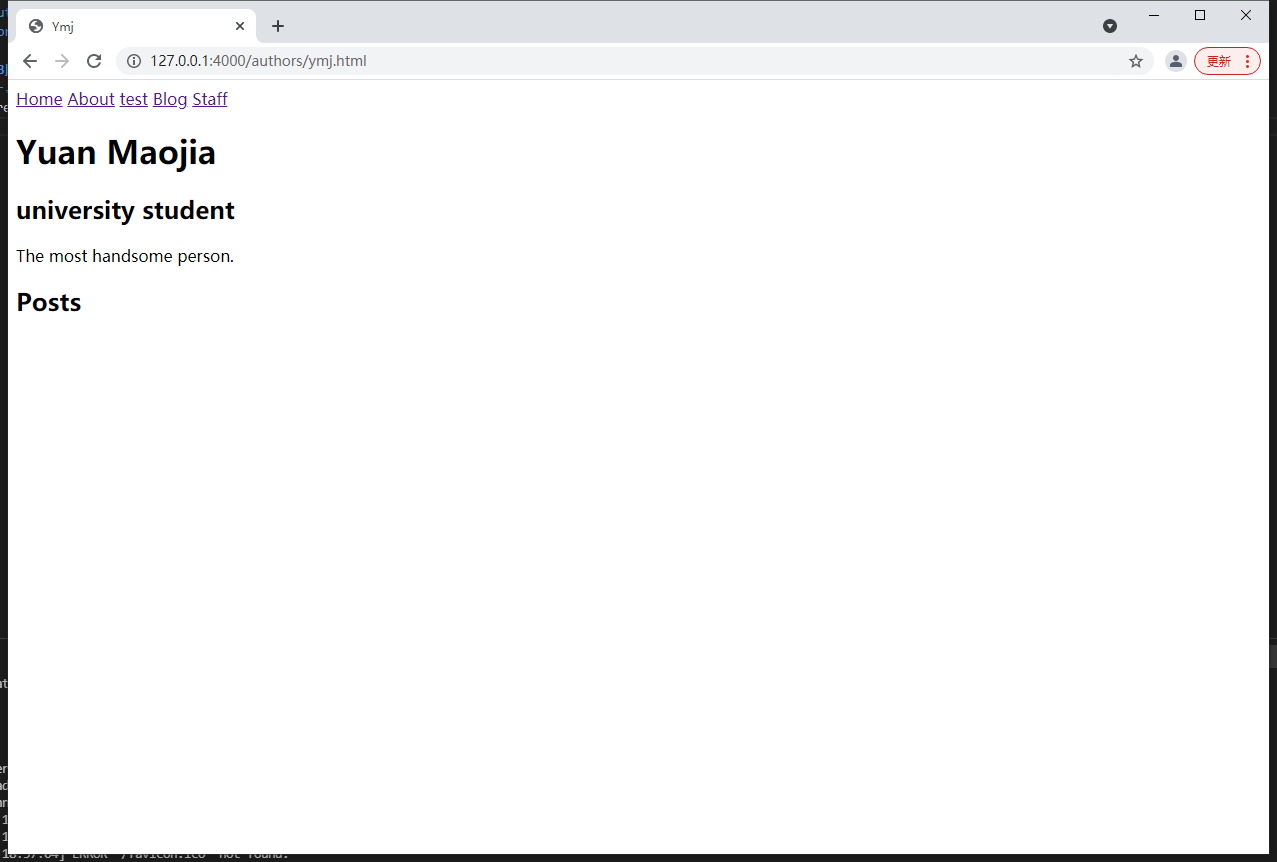 Ymj
127.0.0.1:4000/authors/ymj.html
更新
Home About test Blog Staff
Yuan Maojia
university student
The most handsome person.
Posts